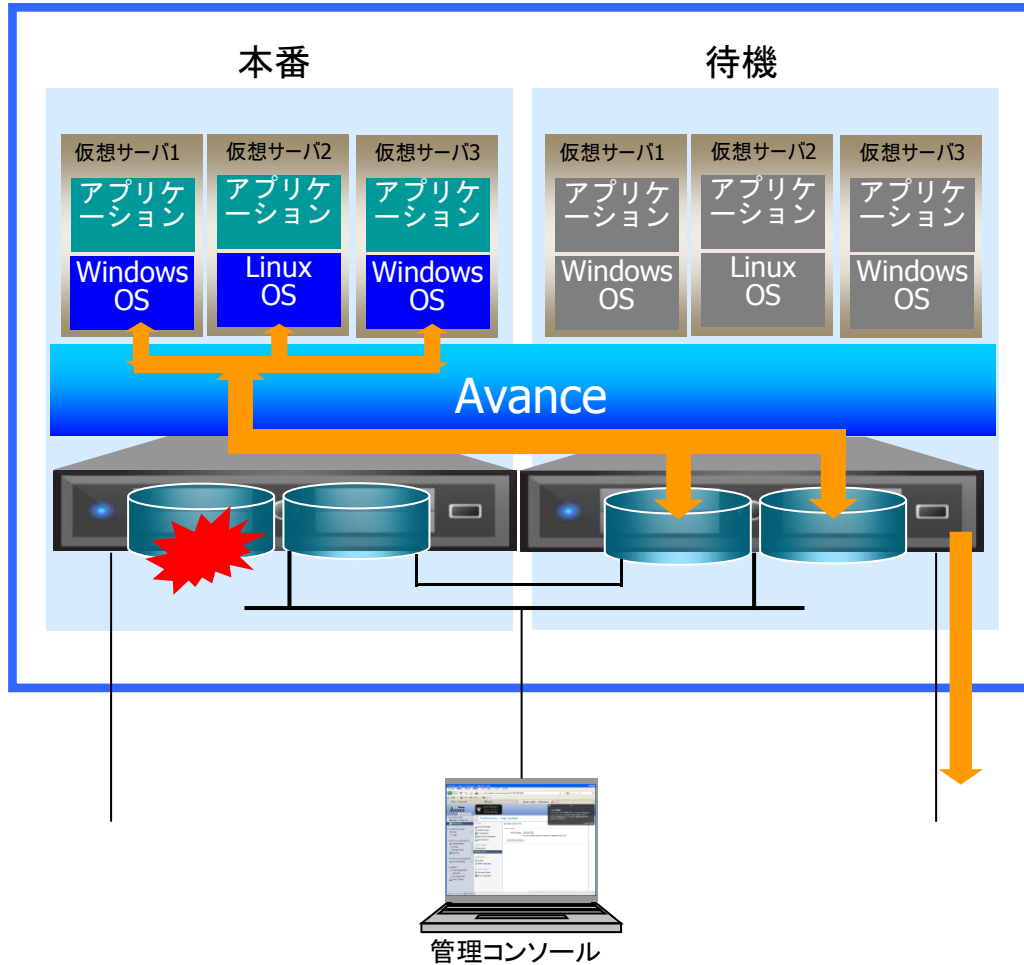 本番
待機
仮想サーバ1
仮想サーバ2
仮想サーバ3
仮想サーバ1
仮想サーバ2
仮想サーバ3
アプリケ
ーション
アプリケ
ーション
アプリケ
ーション
アプリケ
ーション
アプリケ
ーション
アプリケ
ーション
Windows
OS
Linux
OS
Windows
OS
Windows
OS
Linux
OS
Windows
OS
Avance
管理コンソール